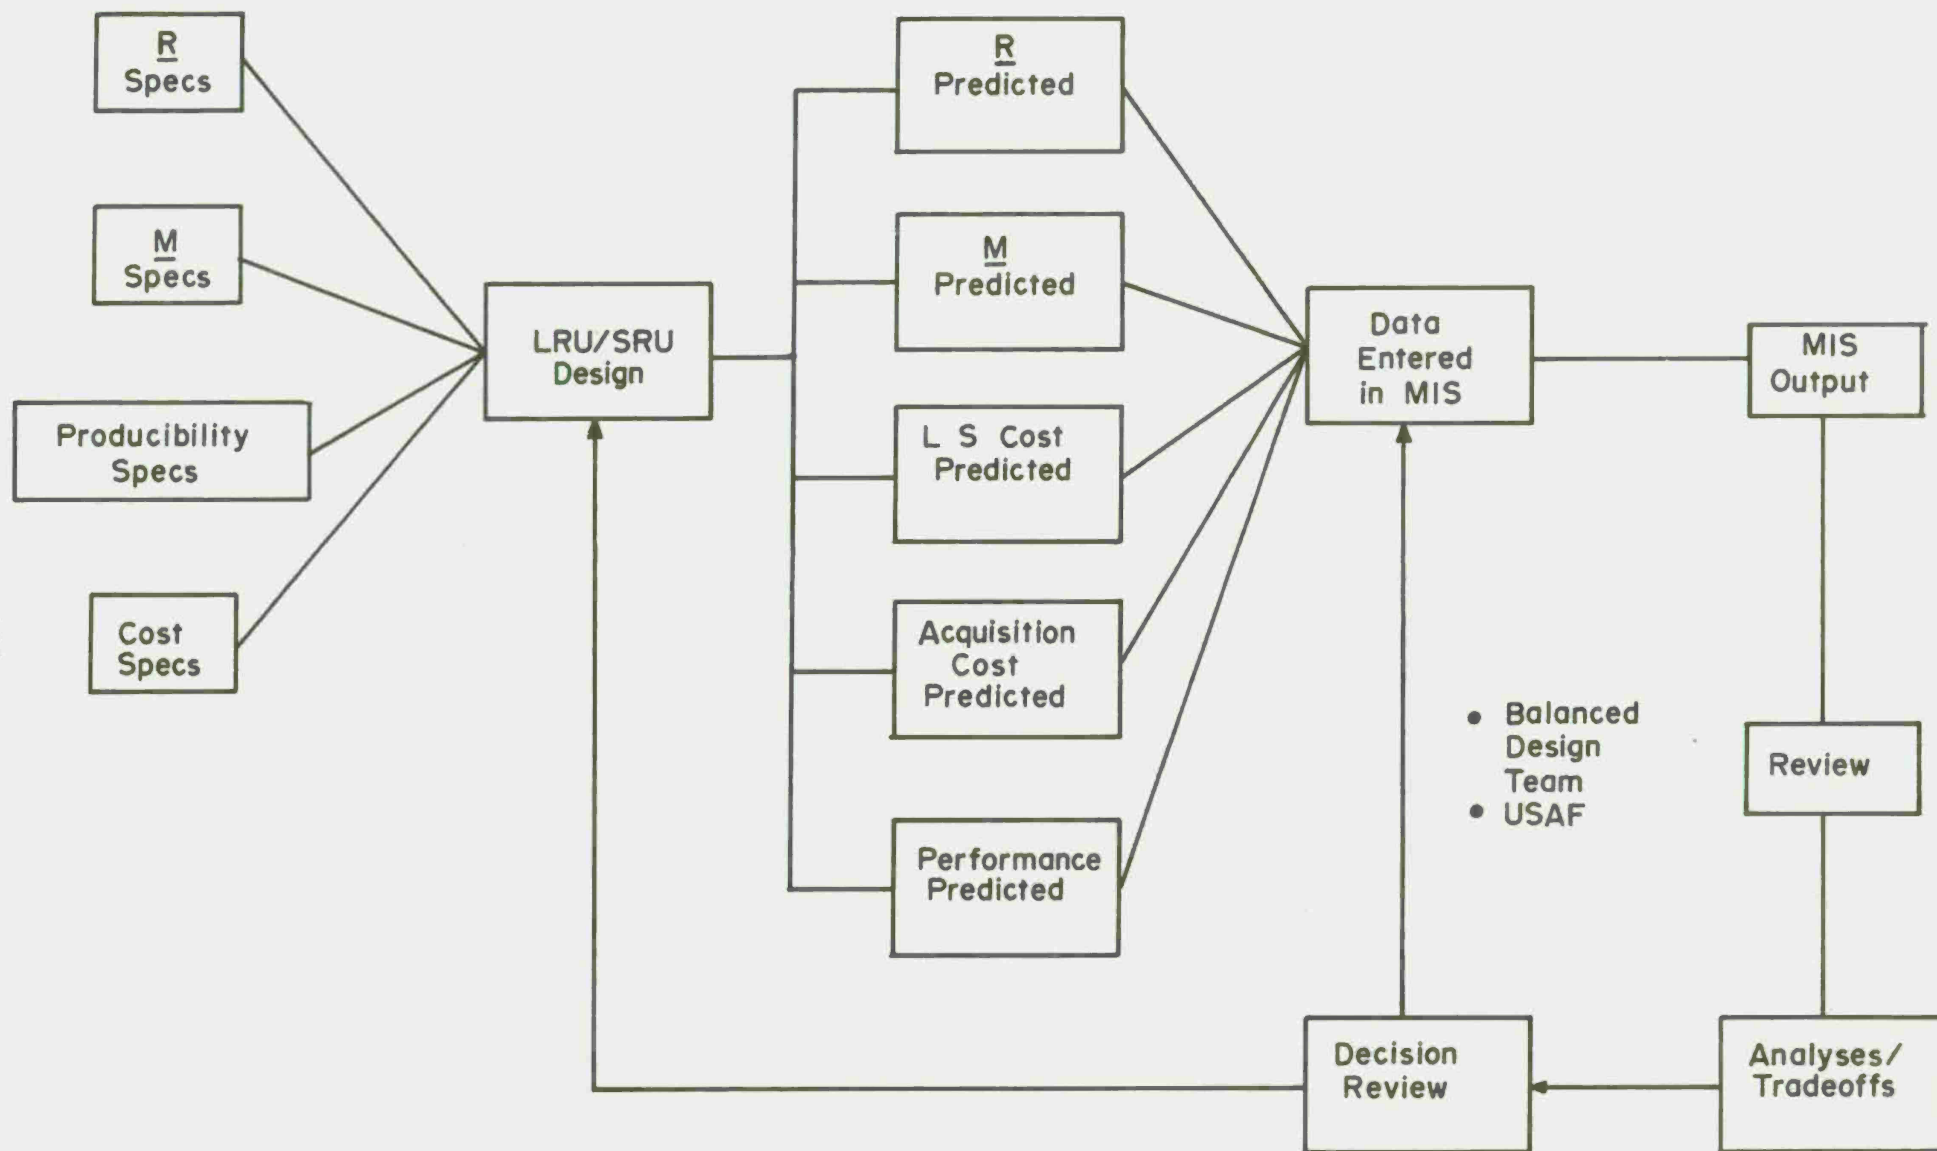 R
Specs
M
Specs
Producibility
Specs
Cost
Specs
LRU/SRU
Design
R
Predicted
M
Predicted
L S Cost
Predicted
Acquisition
Cost
Predicted
Performance
Predicted
Data
Entered
in MIS
MIS
Output
• Balanced
Design
Team
• USAF
Review
Decision
Review
Analyses/
Tradeoffs